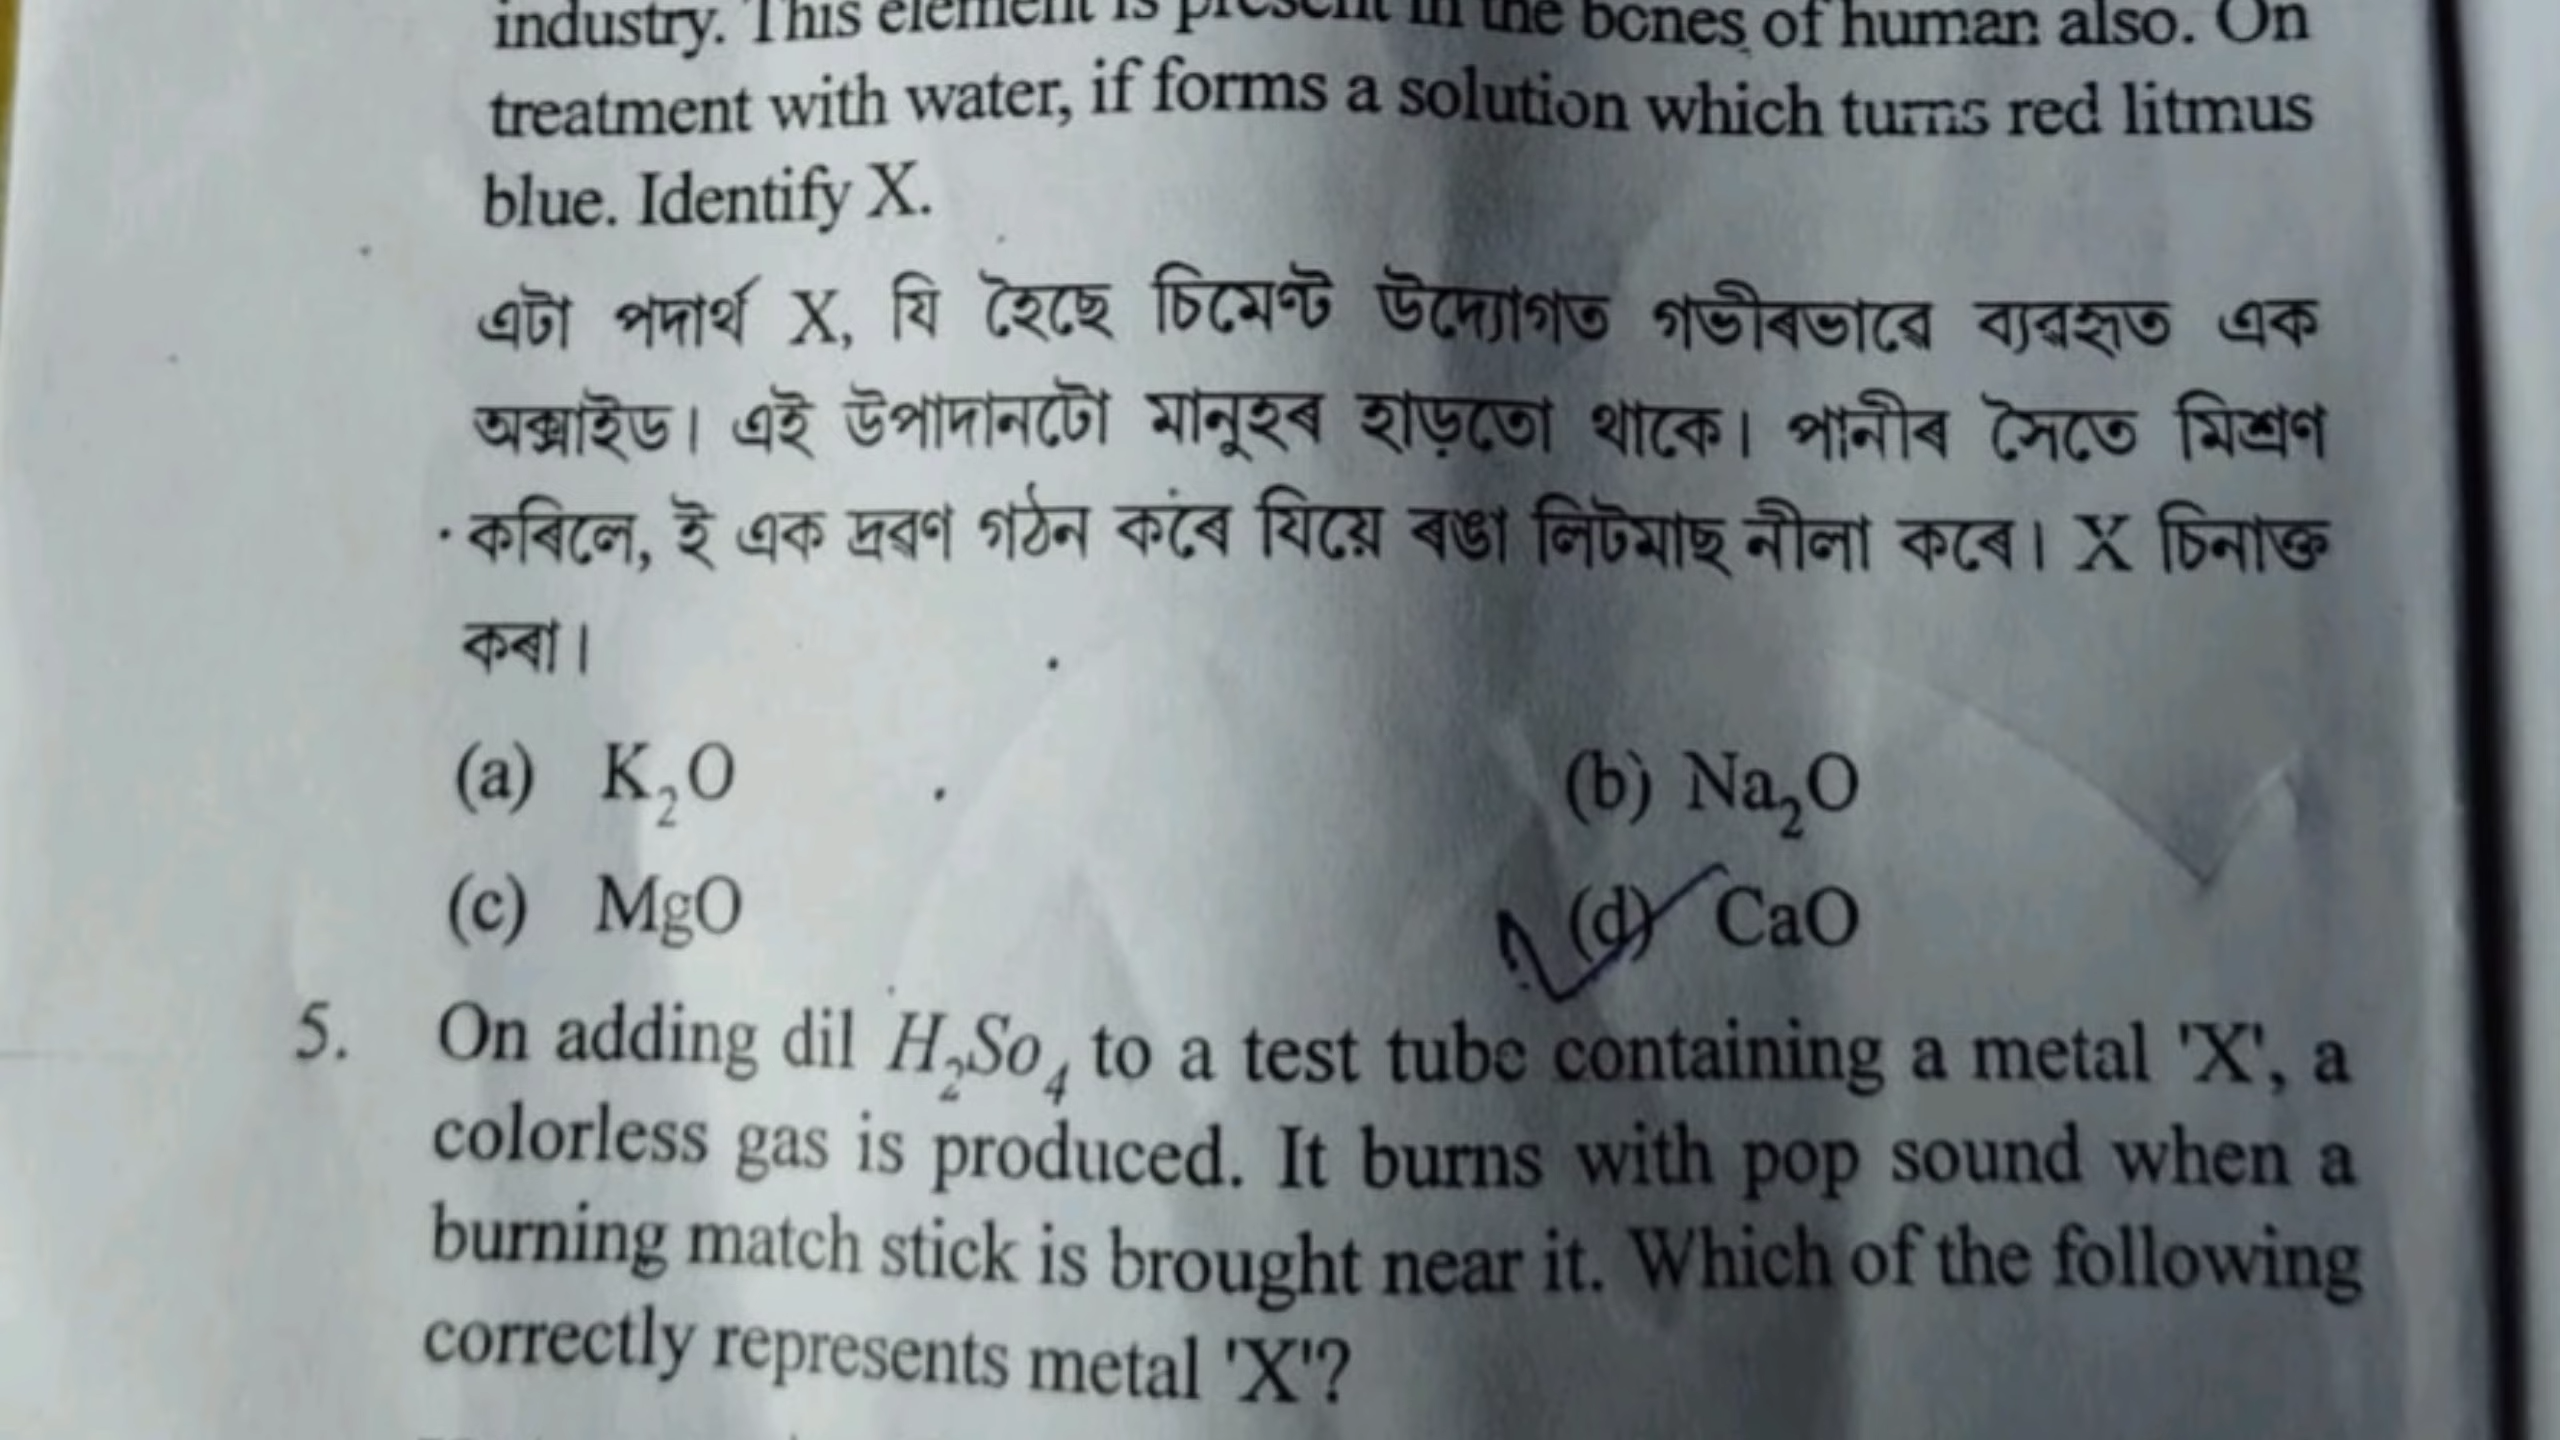 industry. This element is present in the bones of human also. On
treatment with water, if forms a solution which turns red litmus
blue. Identify X.
এটা পদাৰ্থ X, যি হৈছে চিমেণ্ট উদ্যোগত গভীৰভাৱে ব্যৱহৃত এক
অক্সাইড। এই উপাদানটো মানুহৰ হাড়তো থাকে। পানীৰ সৈতে মিশ্ৰণ
কৰিলে, ই এক দ্ৰৱণ গঠন কৰে যিয়ে ৰঙা লিটমাছ নীলা কৰে। X চিনাক্ত
কৰা।
(a) K₂O (b) Na₂O
(c) MgO (d) CaO
5. On adding dil H₂So₄ to a test tube containing a metal 'X', a
colorless gas is produced. It burns with pop sound when a
burning match stick is brought near it. Which of the following
correctly represents metal 'X'?